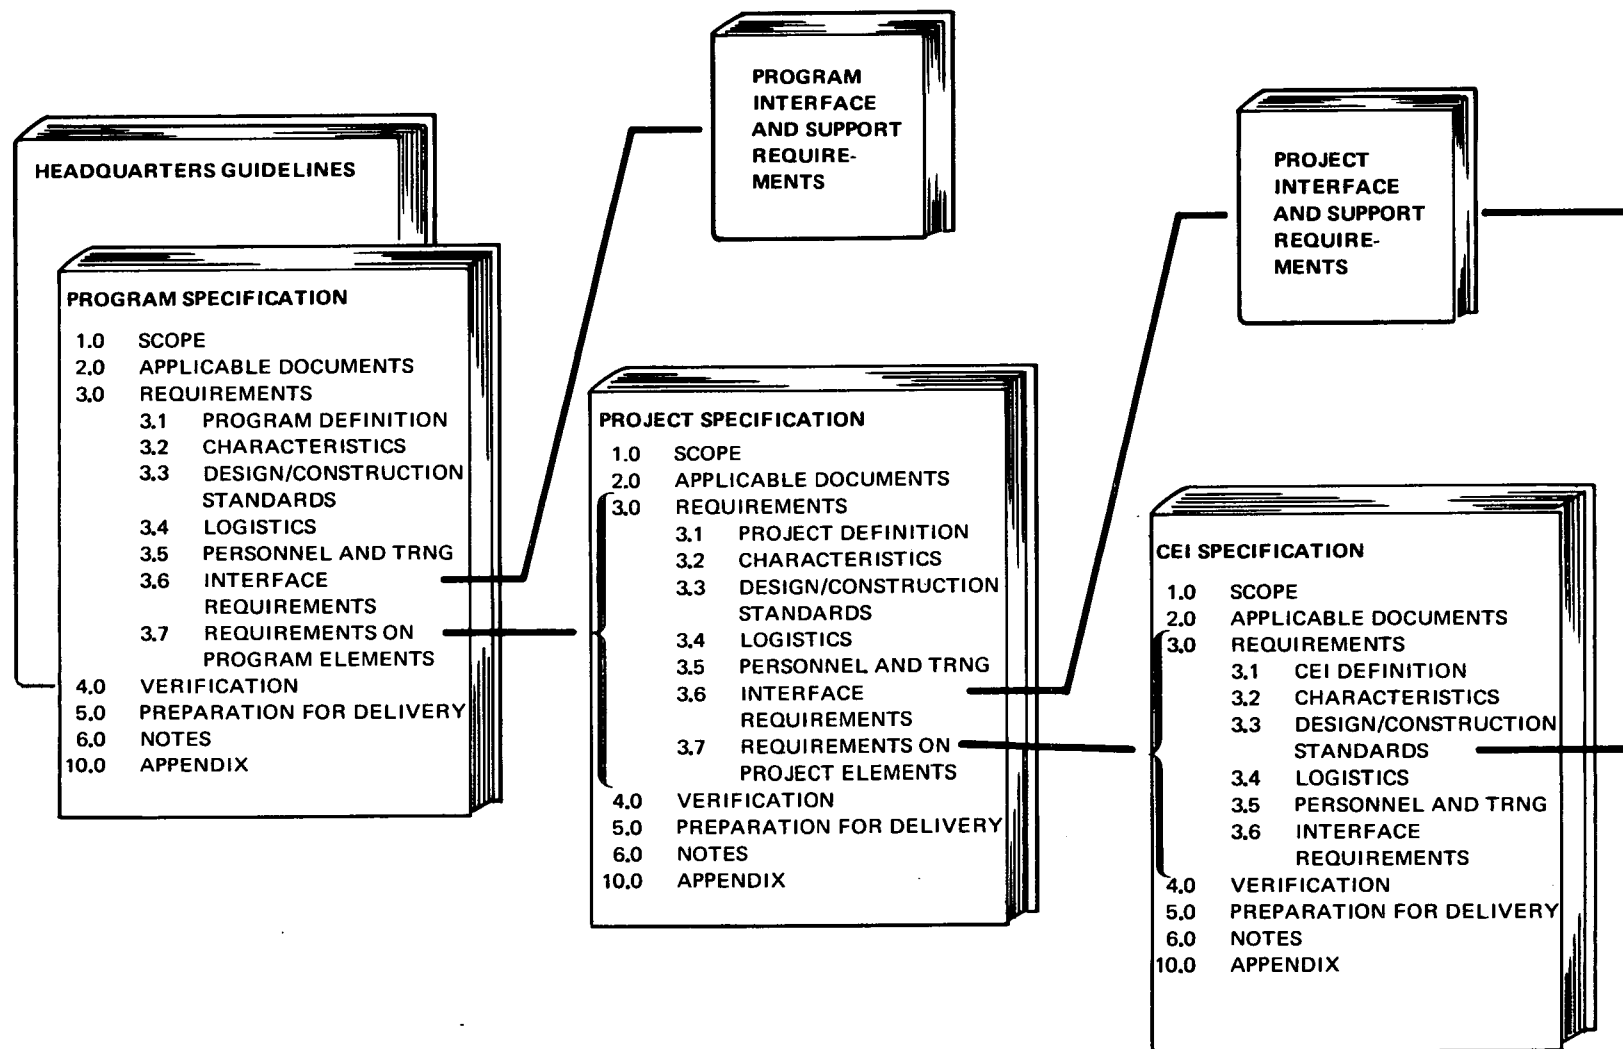 HEADQUARTERS GUIDELINES
PROGRAM SPECIFICATION
1.0 SCOPE
2.0 APPLICABLE DOCUMENTS
3.0 REQUIREMENTS
3.1 PROGRAM DEFINITION
3.2 CHARACTERISTICS
3.3 DESIGN/CONSTRUCTION
STANDARDS
3.4 LOGISTICS
3.5 PERSONNEL AND TRNG
3.6 INTERFACE
REQUIREMENTS
3.7 REQUIREMENTS ON
PROGRAM ELEMENTS
4.0 VERIFICATION
5.0 PREPARATION FOR DELIVERY
6.0 NOTES
10.0 APPENDIX
PROGRAM
INTERFACE
AND SUPPORT
REQUIRE-
MENTS
PROJECT SPECIFICATION
1.0 SCOPE
2.0 APPLICABLE DOCUMENTS
3.0 REQUIREMENTS
3.1 PROJECT DEFINITION
3.2 CHARACTERISTICS
3.3 DESIGN/CONSTRUCTION
STANDARDS
3.4 LOGISTICS
3.5 PERSONNEL AND TRNG
3.6 INTERFACE
REQUIREMENTS
3.7 REQUIREMENTS ON
PROJECT ELEMENTS
4.0 VERIFICATION
5.0 PREPARATION FOR DELIVERY
6.0 NOTES
10.0 APPENDIX
PROJECT
INTERFACE
AND SUPPORT
REQUIRE-
MENTS
CEI SPECIFICATION
1.0 SCOPE
2.0 APPLICABLE DOCUMENTS
3.0 REQUIREMENTS
3.1 CEI DEFINITION
3.2 CHARACTERISTICS
3.3 DESIGN/CONSTRUCTION
STANDARDS
3.4 LOGISTICS
3.5 PERSONNEL AND TRNG
3.6 INTERFACE
REQUIREMENTS
4.0 VERIFICATION
5.0 PREPARATION FOR DELIVERY
6.0 NOTES
10.0 APPENDIX